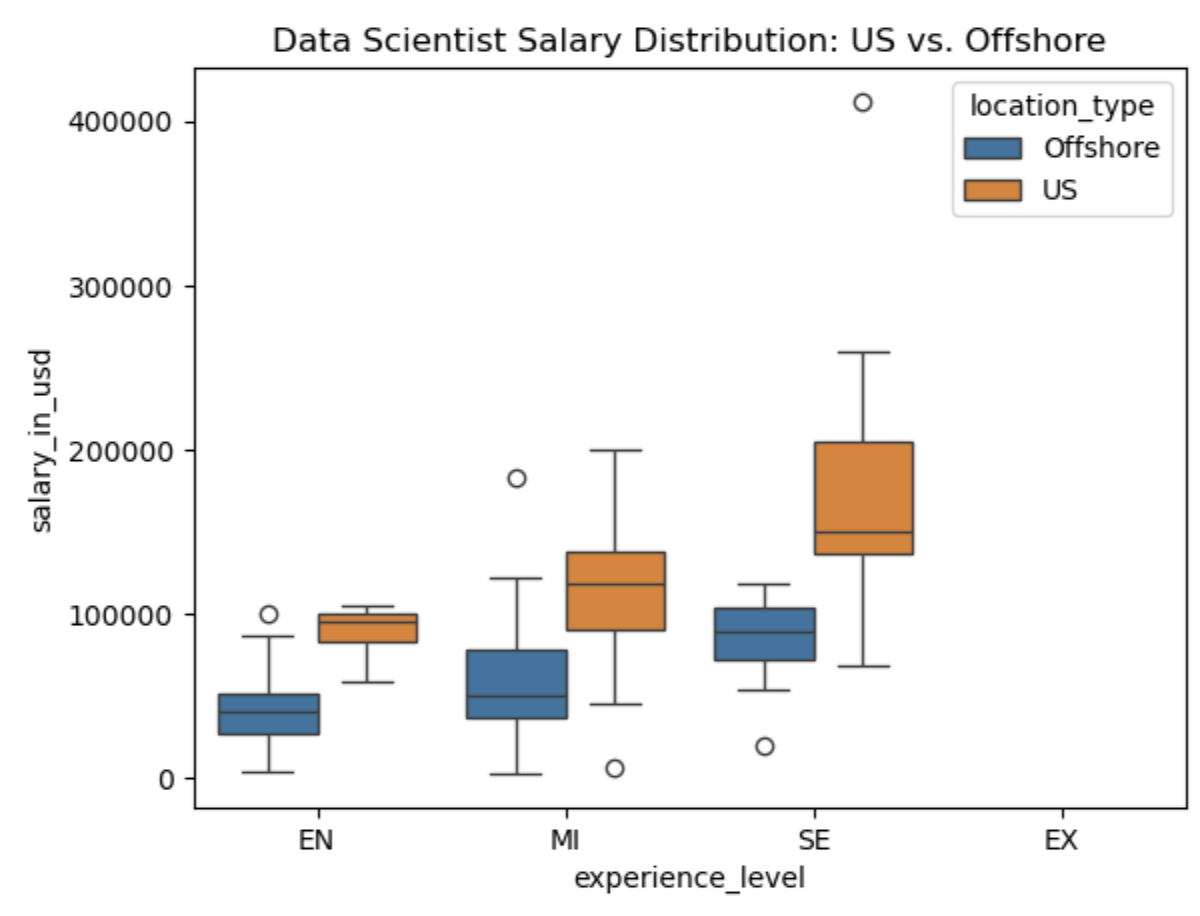 Data Scientist Salary Distribution: US vs. Offshore
location_type
Offshore
US
salary_in_usd
400000
300000
200000
100000
0
EN MI SE EX
experience_level